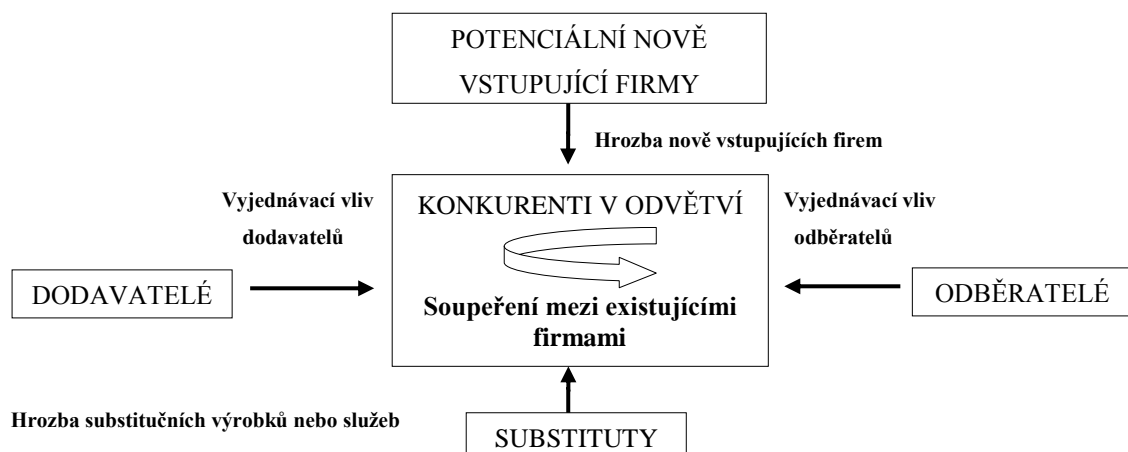 POTENCIÁLNÍ NOVĚ
VSTUPUJÍCÍ FIRMY
Hrozba nově vstupujících firem
Vyjednávací vliv
dodavatelů
KONKURENTI V ODVĚTVÍ
Vyjednávací vliv
odběratelů
DODAVATELÉ
Soupeření mezi existujícími
firmami
ODBĚRATELÉ
Hrozba substitučních výrobků nebo služeb
SUBSTITUTY